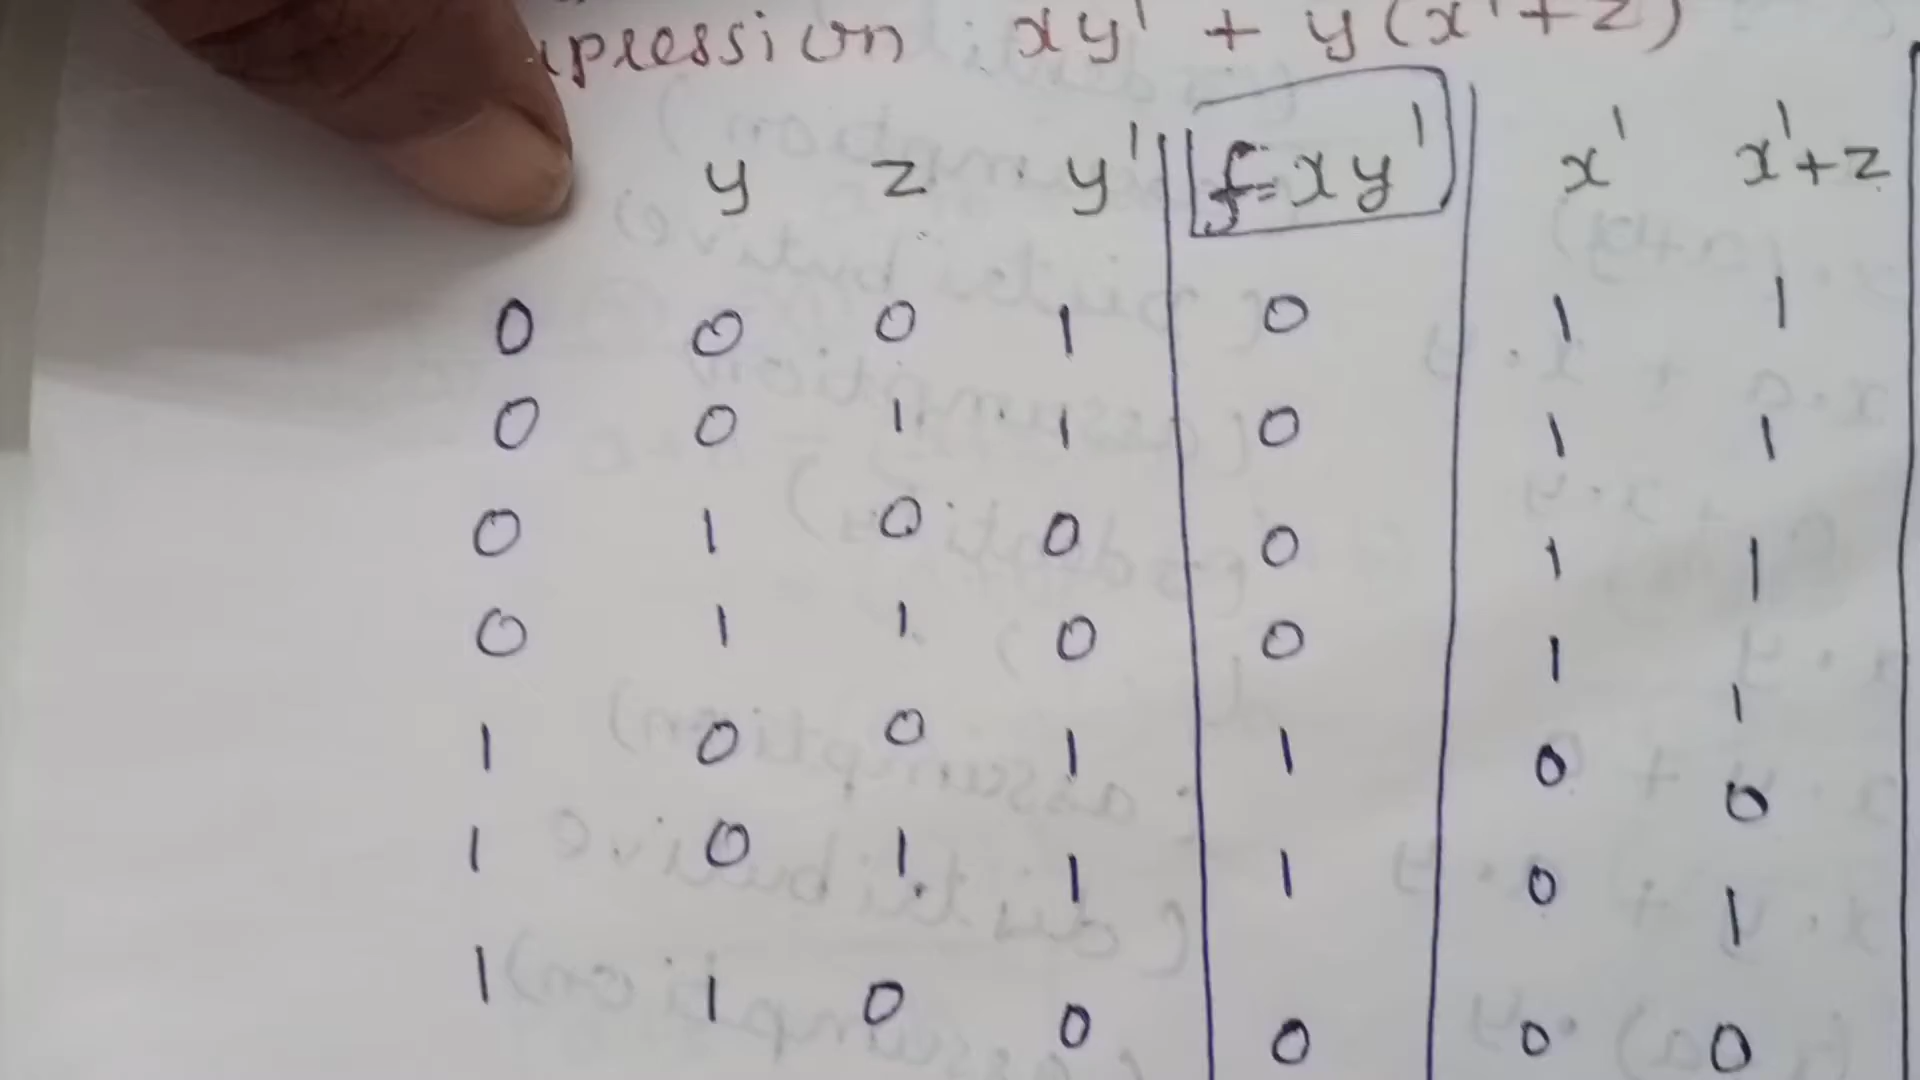 pression xy' + y(x'+z)
y z y' f=xy' x' x'+z
0 0 0 1 0 1 1
0 0 1 1 0 1 1
0 1 0 0 0 1 1
0 1 1 0 0 1 1
1 0 0 1 1 0 0
1 0 1 1 1 0 1
1 1 0 0 0 0 0